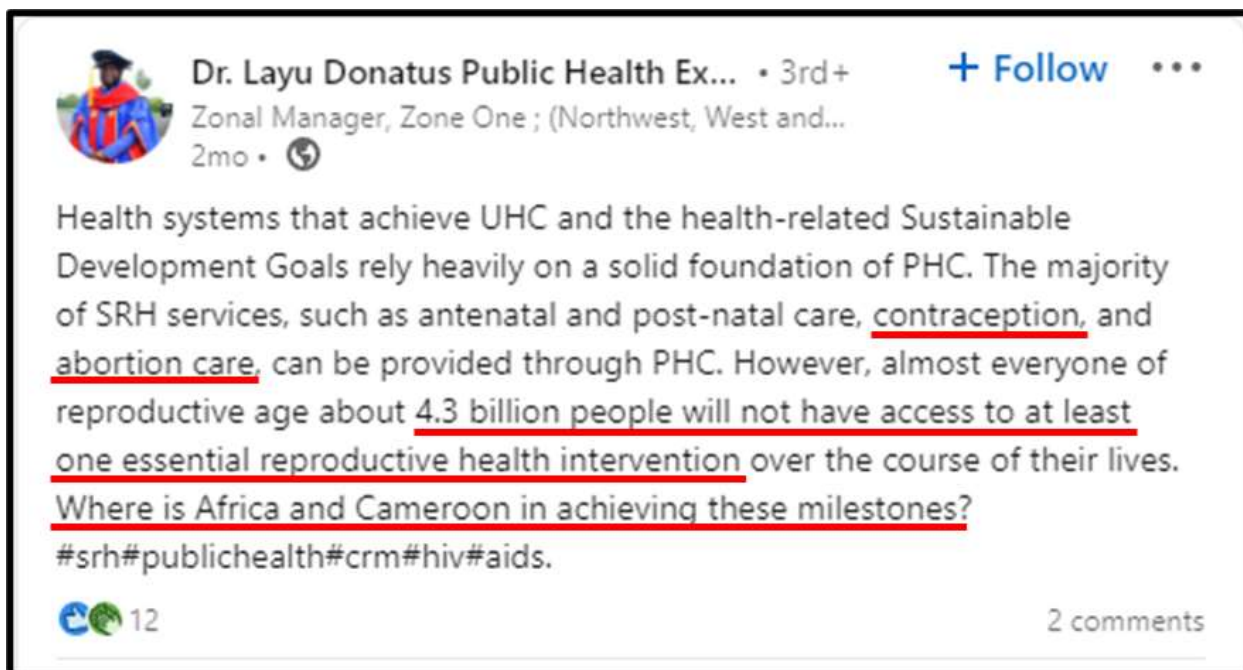 Dr. Layu Donatus Public Health Ex... • 3rd+
+ Follow
Zonal Manager, Zone One ; (Northwest, West and...
2mo •
Health systems that achieve UHC and the health-related Sustainable
Development Goals rely heavily on a solid foundation of PHC. The majority
of SRH services, such as antenatal and post-natal care, contraception, and
abortion care, can be provided through PHC. However, almost everyone of
reproductive age about 4.3 billion people will not have access to at least
one essential reproductive health intervention over the course of their lives.
Where is Africa and Cameroon in achieving these milestones?
#srh#publichealth#crm#hiv#aids.
12
2 comments